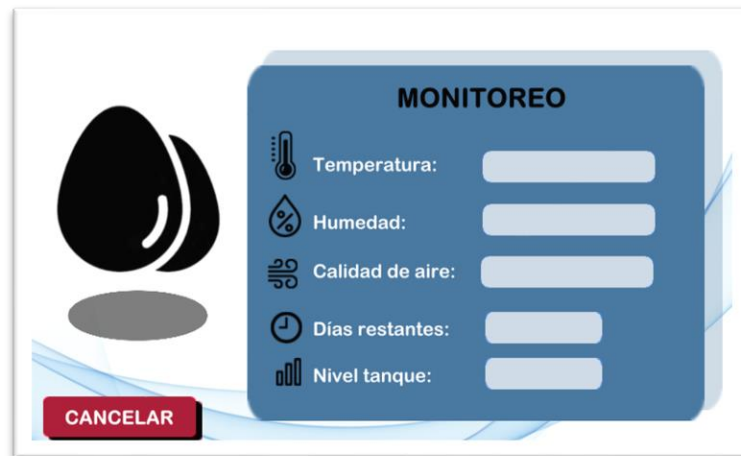 MONITOREO
Temperatura:
Humedad:
Calidad de aire:
Días restantes:
Nivel tanque:
CANCELAR